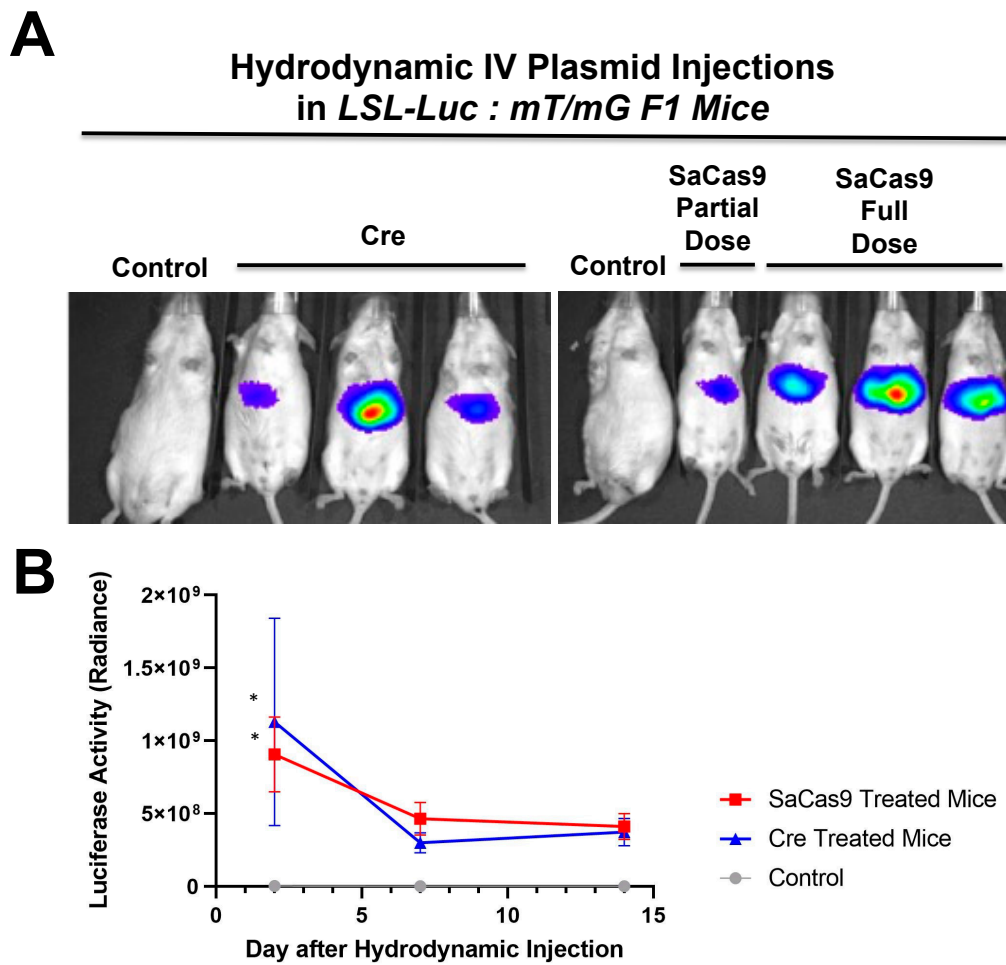 A
Hydrodynamic IV Plasmid Injections
in LSL-Luc : mT/mG F1 Mice
Control
Cre
Control
SaCas9
Partial
Dose
SaCas9
Full
Dose
B
Luciferase Activity (Radiance)
2×10⁹
1.5×10⁹
1×10⁹
5×10⁸
0
*
*
0 5 10 15
Day after Hydrodynamic Injection
SaCas9 Treated Mice
Cre Treated Mice
Control